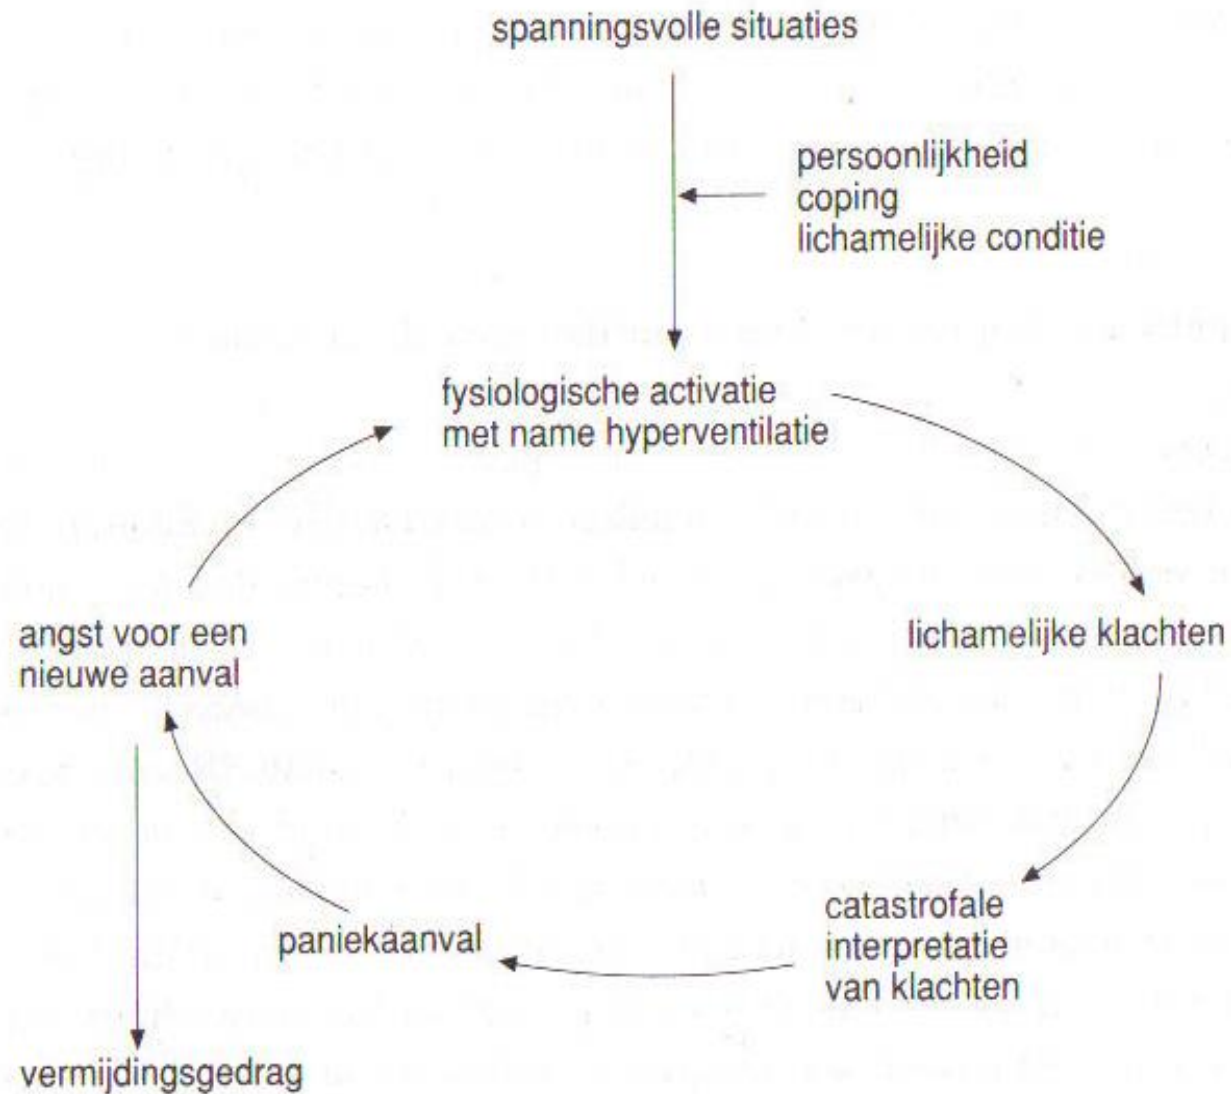 spanningsvolle situaties
persoonlijkheid
coping
lichamelijke conditie
fysiologische activatie
met name hyperventilatie
angst voor een
nieuwe aanval
lichamelijke klachten
paniekaanval
catastrofale
interpretatie
van klachten
vermijdingsgedrag